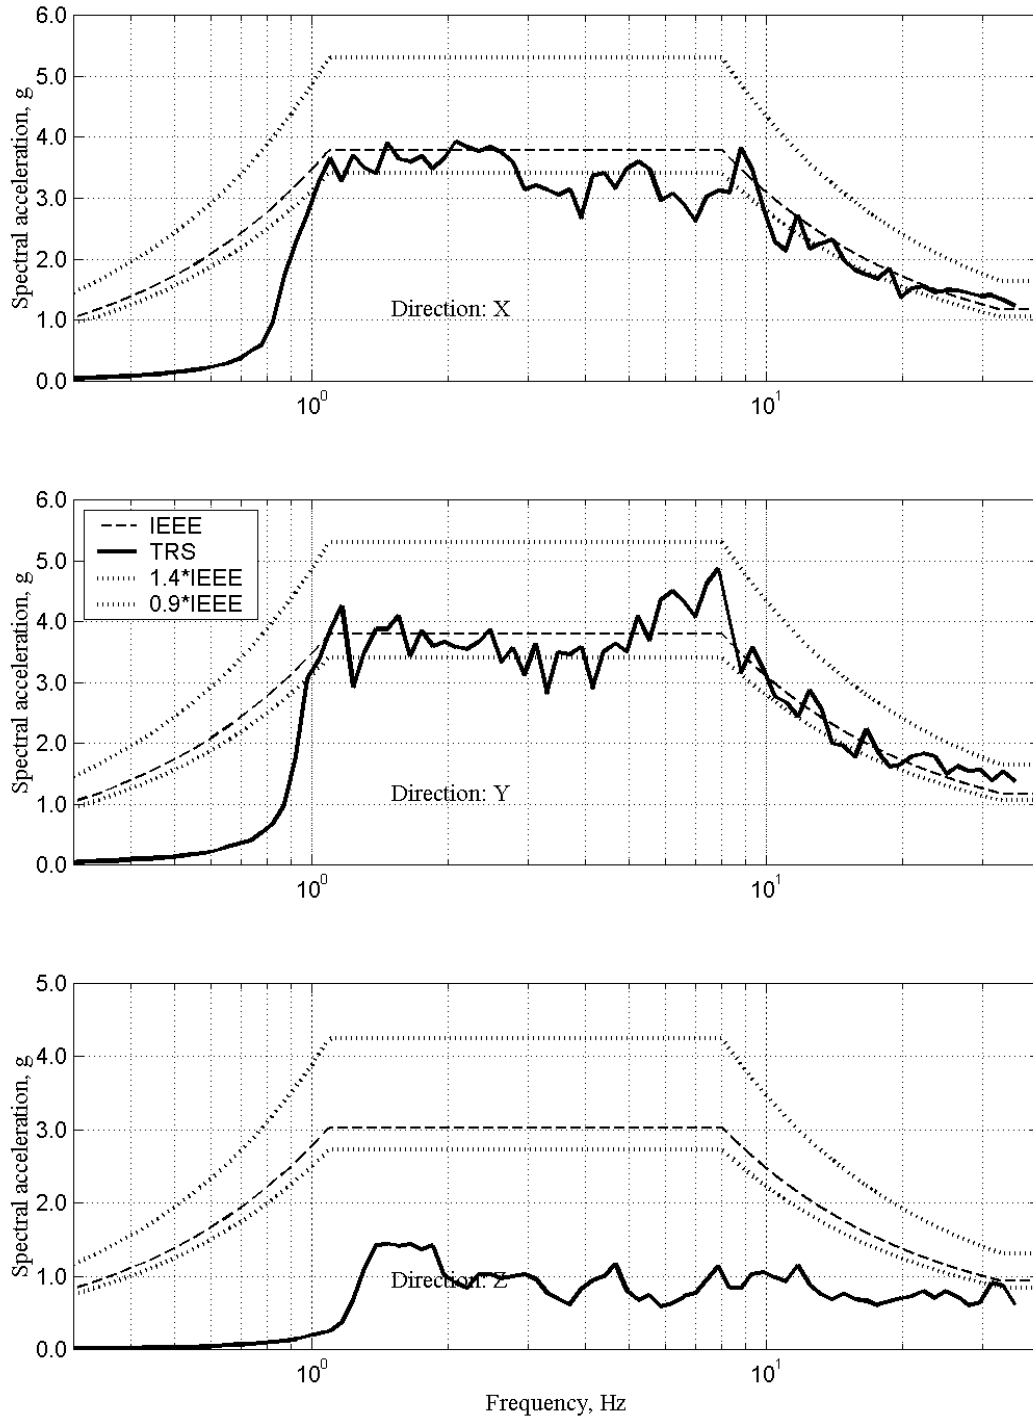 Spectral acceleration, g
6.0
5.0
4.0
3.0
2.0
1.0
0.0
Direction: X
10^0
10^1
Spectral acceleration, g
6.0
5.0
4.0
3.0
2.0
1.0
0.0
IEEE
TRS
1.4*IEEE
0.9*IEEE
Direction: Y
10^0
10^1
Spectral acceleration, g
5.0
4.0
3.0
2.0
1.0
0.0
Direction: Z
10^0
10^1
Frequency, Hz